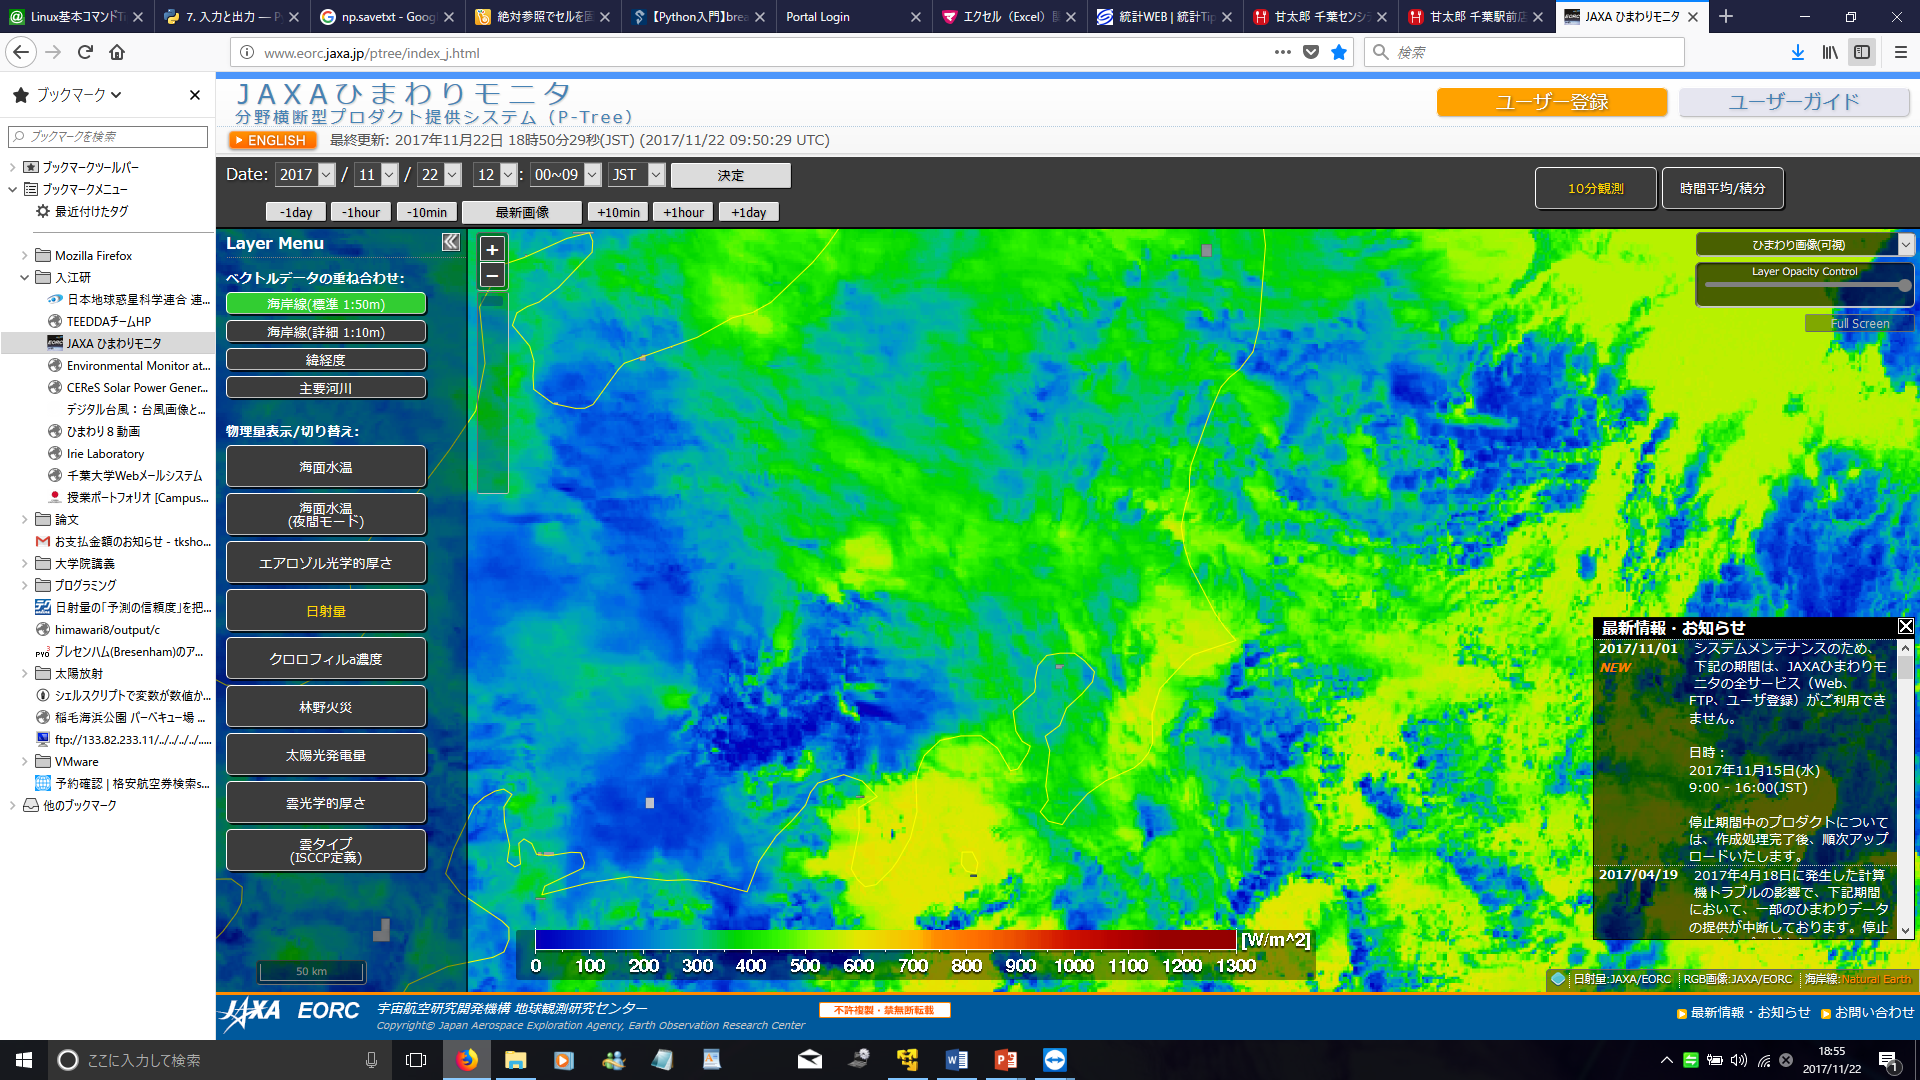 Linux基本コマンドTi
7. 入力と出力 — Py
np.savetxt - Goog
絶対参照でセルを固
【Python入門】brea
Portal Login
エクセル（Excel）関
統計WEB | 統計Tip
甘太郎 千葉センシテ
甘太郎 千葉駅前店
JAXA ひまわりモニタ
www.eorc.jaxa.jp/ptree/index_j.html
検索
ブックマーク
ブックマークを検索
ブックマークツールバー
ブックマークメニュー
最近付けたタグ
Mozilla Firefox
入江研
日本地球惑星科学連合 連...
TEEDDAチームHP
JAXA ひまわりモニタ
Environmental Monitor at...
CEReS Solar Power Gener...
デジタル台風：台風画像と...
ひまわり８動画
Irie Laboratory
千葉大学Webメールシステム
授業ポートフォリオ [Campus...
論文
お支払金額のお知らせ - tksho...
大学院講義
プログラミング
日射量の「予測の信頼度」を把...
himawari8/output/c
ブレセンハム(Bresenham)のア...
太陽放射
シェルスクリプトで変数が数値か...
稲毛海浜公園 バーベキュー場 ...
ftp://133.82.233.11/../../../../.....
VMware
予約確認 | 格安航空券検索s...
他のブックマーク
JAXAひまわりモニタ
分野横断型プロダクト提供システム（P-Tree）
ユーザー登録
ユーザーガイド
ENGLISH
最終更新: 2017年11月22日 18時50分29秒(JST) (2017/11/22 09:50:29 UTC)
Date: 2017 / 11 / 22 12 : 00~09 JST 決定
-1day -1hour -10min 最新画像 +10min +1hour +1day
10分観測
時間平均/積分
Layer Menu
ベクトルデータの重ね合わせ:
海岸線(標準 1:50m)
海岸線(詳細 1:10m)
緯経度
主要河川
物理量表示/切り替え:
海面水温
海面水温
(夜間モード)
エアロゾル光学的厚さ
日射量
クロロフィルa濃度
林野火災
太陽光発電量
雲光学的厚さ
雲タイプ
(ISCCP定義)
50 km
+
−
ひまわり画像(可視)
Layer Opacity Control
Full Screen
最新情報・お知らせ
2017/11/01
NEW
システムメンテナンスのため、
下記の期間は、JAXAひまわりモ
ニタの全サービス（Web、
FTP、ユーザ登録）がご利用でき
ません。
日時：
2017年11月15日(水)
9:00 - 16:00(JST)
停止期間中のプロダクトについて
は、作成処理完了後、順次アップ
ロードいたします。
2017/04/19
2017年4月18日に発生した計算
機トラブルの影響で、下記期間
において、一部のひまわりデータ
の提供が中断しております。停止
[W/m^2]
0 100 200 300 400 500 600 700 800 900 1000 1100 1200 1300
日射量:JAXA/EORC RGB画像:JAXA/EORC 海岸線:Natural Earth
JAXA EORC
宇宙航空研究開発機構 地球観測研究センター
Copyright© Japan Aerospace Exploration Agency, Earth Observation Research Center
不許複製・禁無断転載
最新情報・お知らせ
お問い合わせ
ここに入力して検索
18:55
2017/11/22
1